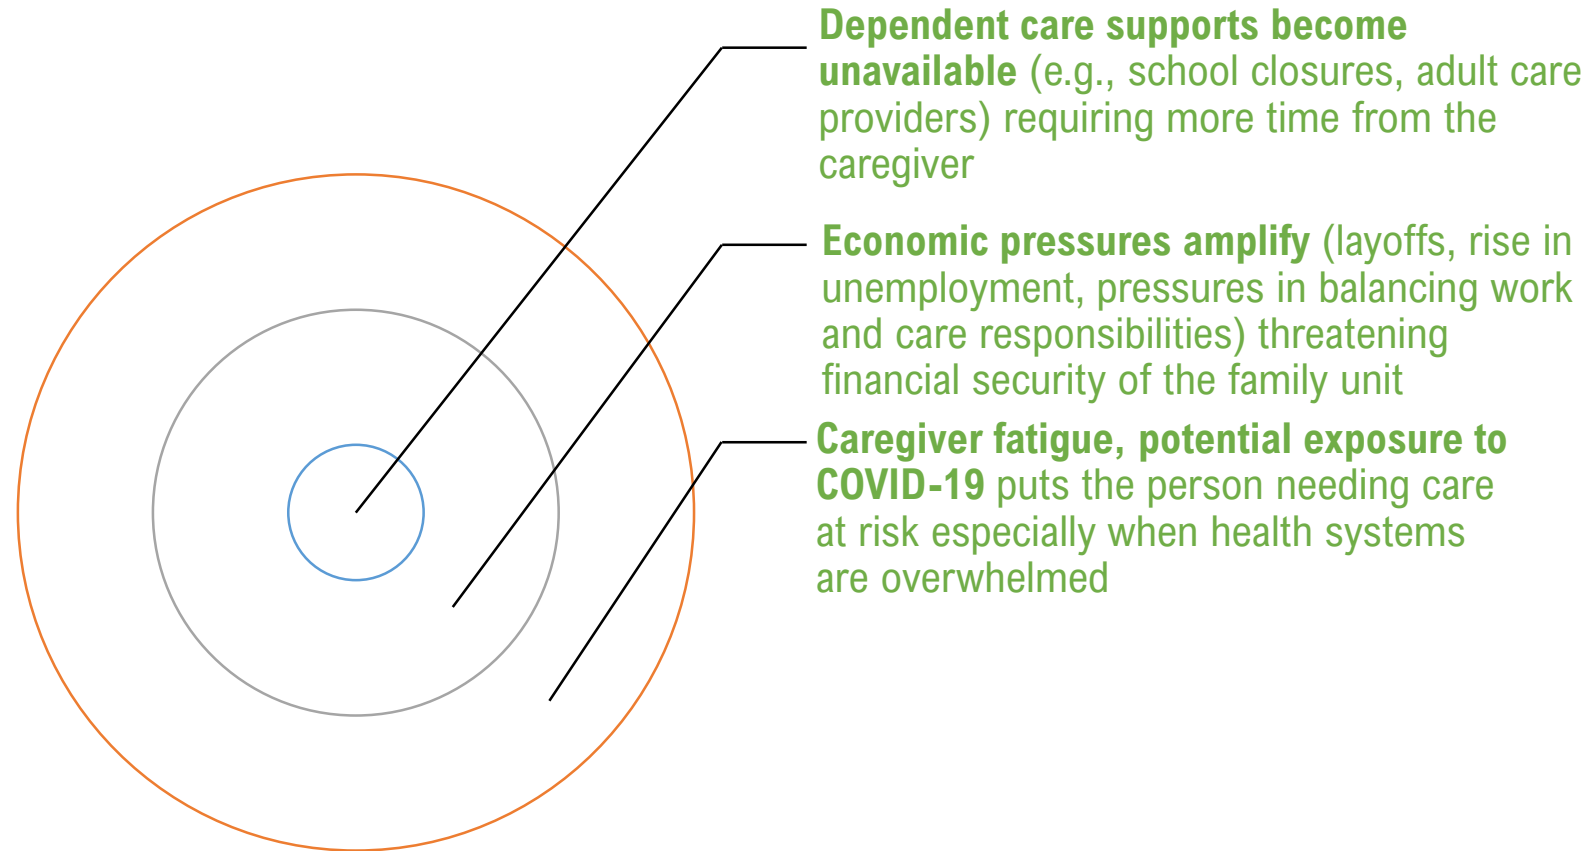 Dependent care supports become
unavailable (e.g., school closures, adult care
providers) requiring more time from the
caregiver
Economic pressures amplify (layoffs, rise in
unemployment, pressures in balancing work
and care responsibilities) threatening
financial security of the family unit
Caregiver fatigue, potential exposure to
COVID-19 puts the person needing care
at risk especially when health systems
are overwhelmed